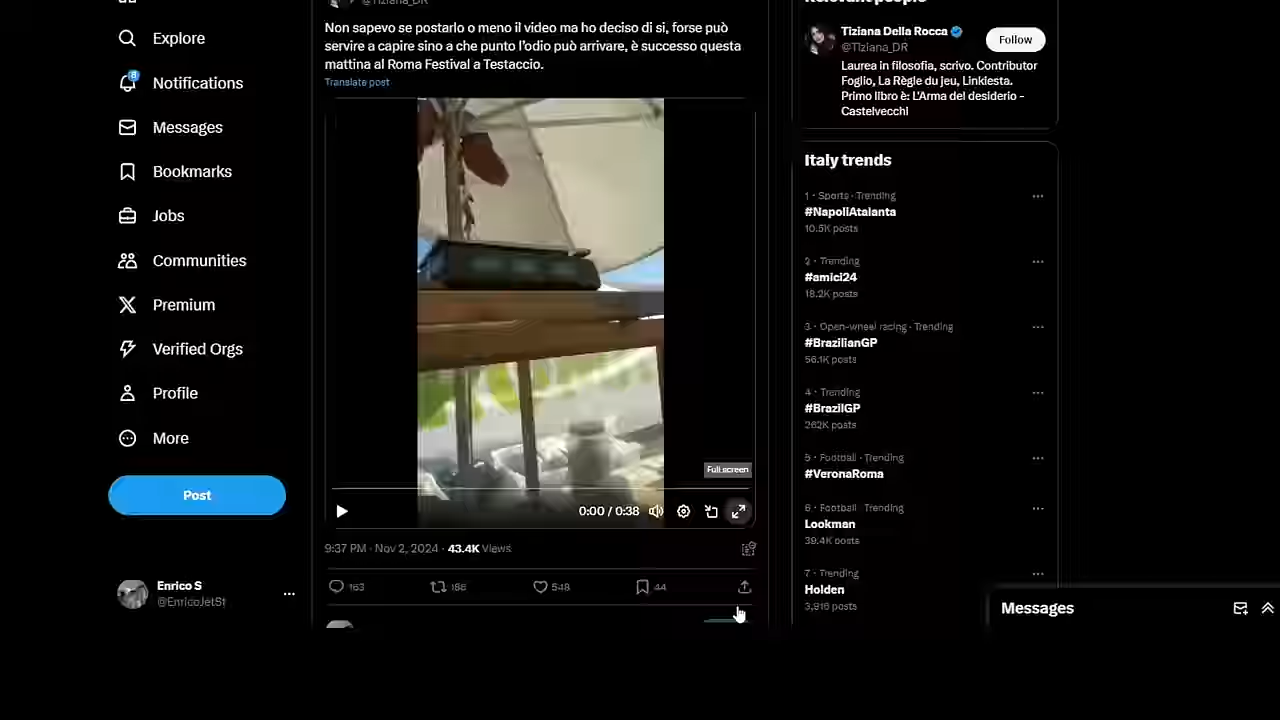 Explore
Notifications
8
Messages
Bookmarks
Jobs
Communities
Premium
Verified Orgs
Profile
More
Post
Enrico S
@EnricoJetSt
@Tiziana_DR
Non sapevo se postarlo o meno il video ma ho deciso di si, forse può
servire a capire sino a che punto l'odio può arrivare, è successo questa
mattina al Roma Festival a Testaccio.
Translate post
Full screen
0:00 / 0:38
9:37 PM · Nov 2, 2024 · 43.4K Views
163
186
548
44
Relevant people
Tiziana Della Rocca
@Tiziana_DR
Follow
Laurea in filosofia, scrivo. Contributor
Foglio, La Règle du jeu, Linkiesta.
Primo libro è: L'Arma del desiderio -
Castelvecchi
Italy trends
1 · Sports · Trending
#NapoliAtalanta
10.5K posts
2 · Trending
#amici24
18.2K posts
3 · Open-wheel racing · Trending
#BrazilianGP
56.1K posts
4 · Trending
#BrazilGP
262K posts
5 · Football · Trending
#VeronaRoma
6 · Football · Trending
Lookman
39.4K posts
7 · Trending
Holden
3,916 posts
Messages